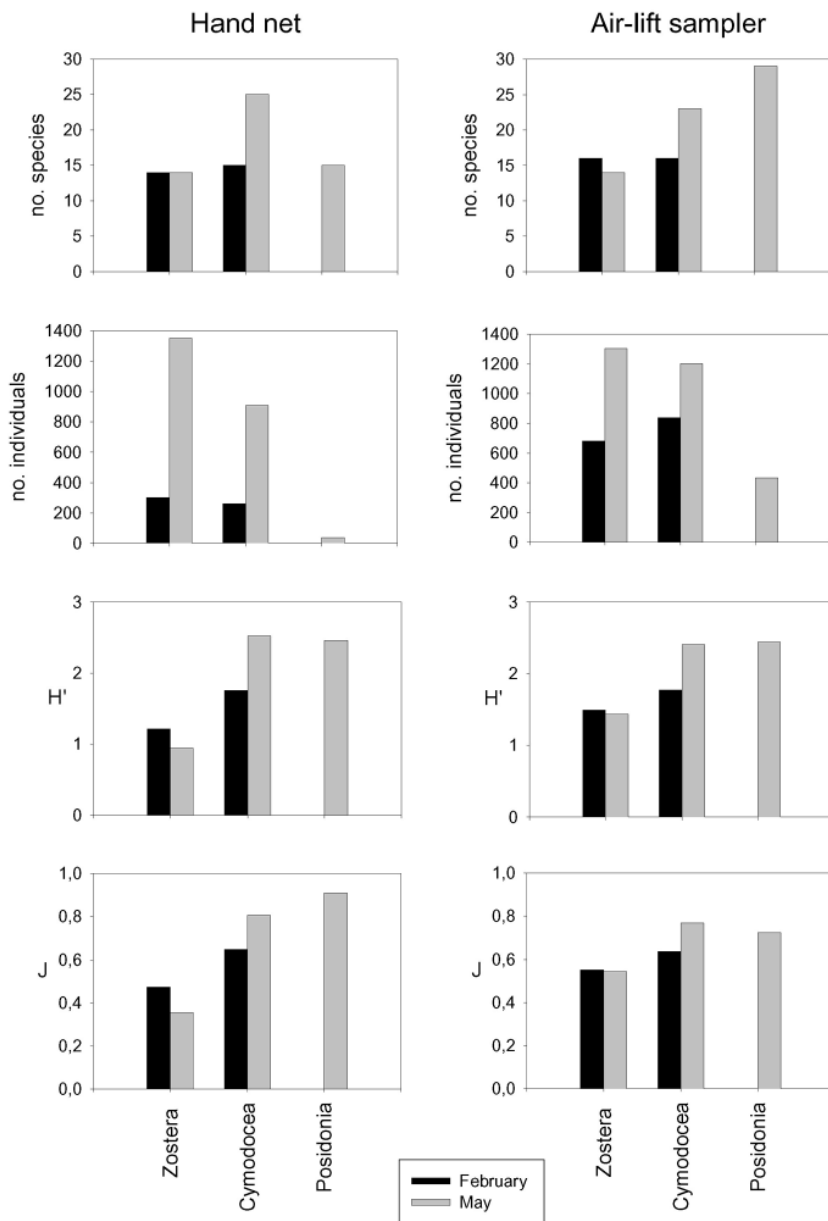 Hand net
Air-lift sampler
30
25
20
15
10
5
0
no. species
30
25
20
15
10
5
0
no. species
1400
1200
1000
800
600
400
200
0
no. individuals
1400
1200
1000
800
600
400
200
0
no. individuals
3
2
1
0
H'
3
2
1
0
H'
1,0
0,8
0,6
0,4
0,2
0,0
J
1,0
0,8
0,6
0,4
0,2
0,0
J
Zostera
Cymodocea
Posidonia
Zostera
Cymodocea
Posidonia
February
May